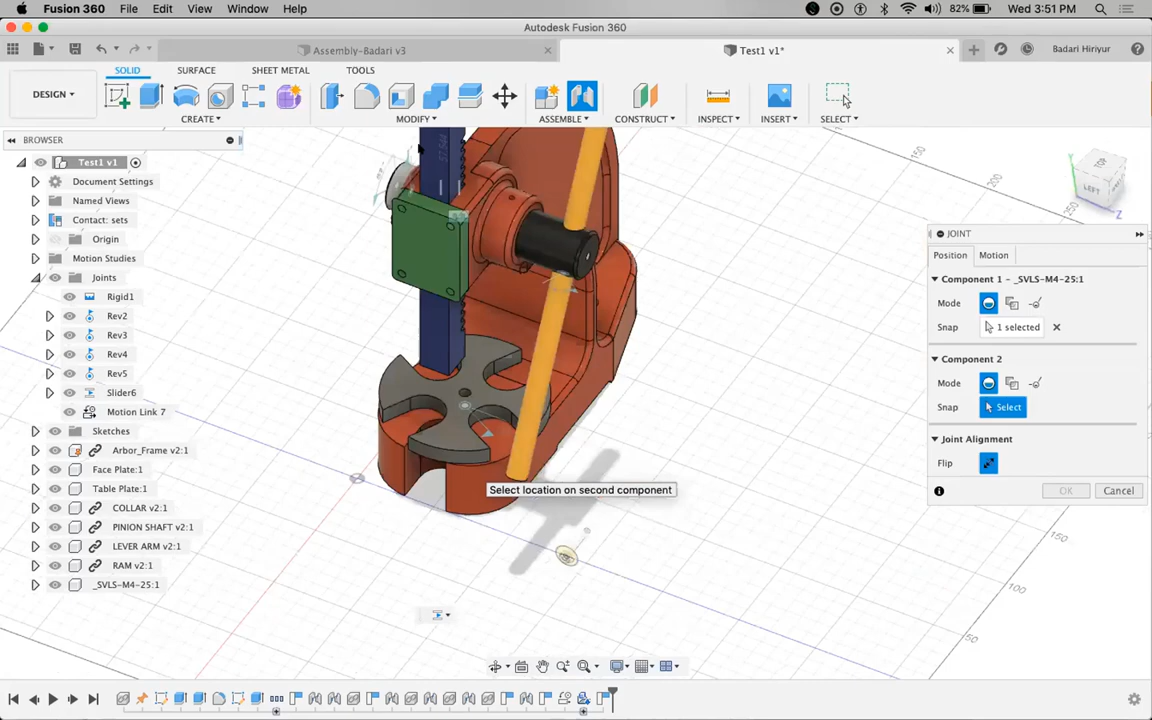 Fusion 360 File Edit View Window Help 82% Wed 3:51 PM
Autodesk Fusion 360
Assembly-Badari v3 Test1 v1* Badari Hiriyur
SOLID SURFACE SHEET METAL TOOLS
DESIGN
CREATE MODIFY ASSEMBLE CONSTRUCT INSPECT INSERT SELECT
BROWSER
Test1 v1
Document Settings
Named Views
Contact: sets
Origin
Motion Studies
Joints
Rigid1
Rev2
Rev3
Rev4
Rev5
Slider6
Motion Link 7
Sketches
Arbor_Frame v2:1
Face Plate:1
Table Plate:1
COLLAR v2:1
PINION SHAFT v2:1
LEVER ARM v2:1
RAM v2:1
_SVLS-M4-25:1
150
200
250
TOP
LEFT
Y
Z
JOINT
Position Motion
Component 1 - _SVLS-M4-25:1
Mode
Snap 1 selected
Component 2
Mode
Snap Select
Joint Alignment
Flip
OK Cancel
Select location on second component
150
100
50